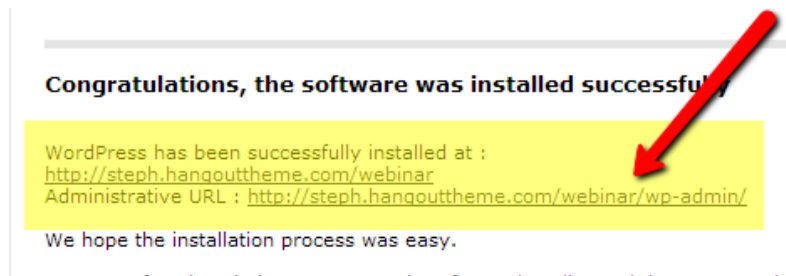 Congratulations, the software was installed successfully
WordPress has been successfully installed at :
http://steph.hangouttheme.com/webinar
Administrative URL : http://steph.hangouttheme.com/webinar/wp-admin/
We hope the installation process was easy.